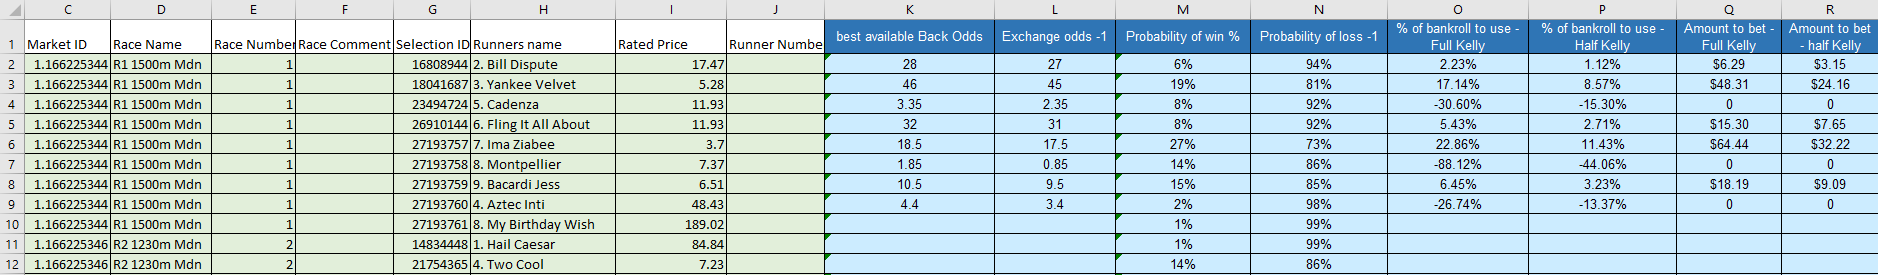 C D E F G H I J K L M N O P Q R
1 Market ID Race Name Race Number Race Comment Selection ID Runners name Rated Price Runner Numbe best available Back Odds Exchange odds -1 Probability of win % Probability of loss -1 % of bankroll to use - Full Kelly % of bankroll to use - Half Kelly Amount to bet - Full Kelly Amount to bet - half Kelly
2 1.166225344 R1 1500m Mdn 1 16808944 2. Bill Dispute 17.47 28 27 6% 94% 2.23% 1.12% $6.29 $3.15
3 1.166225344 R1 1500m Mdn 1 18041687 3. Yankee Velvet 5.28 46 45 19% 81% 17.14% 8.57% $48.31 $24.16
4 1.166225344 R1 1500m Mdn 1 23494724 5. Cadenza 11.93 3.35 2.35 8% 92% -30.60% -15.30% 0 0
5 1.166225344 R1 1500m Mdn 1 26910144 6. Fling It All About 11.93 32 31 8% 92% 5.43% 2.71% $15.30 $7.65
6 1.166225344 R1 1500m Mdn 1 27193757 7. Ima Ziabee 3.7 18.5 17.5 27% 73% 22.86% 11.43% $64.44 $32.22
7 1.166225344 R1 1500m Mdn 1 27193758 8. Montpellier 7.37 1.85 0.85 14% 86% -88.12% -44.06% 0 0
8 1.166225344 R1 1500m Mdn 1 27193759 9. Bacardi Jess 6.51 10.5 9.5 15% 85% 6.45% 3.23% $18.19 $9.09
9 1.166225344 R1 1500m Mdn 1 27193760 4. Aztec Inti 48.43 4.4 3.4 2% 98% -26.74% -13.37% 0 0
10 1.166225344 R1 1500m Mdn 1 27193761 8. My Birthday Wish 189.02 1% 99%
11 1.166225346 R2 1230m Mdn 2 14834448 1. Hail Caesar 84.84 1% 99%
12 1.166225346 R2 1230m Mdn 2 21754365 4. Two Cool 7.23 14% 86%